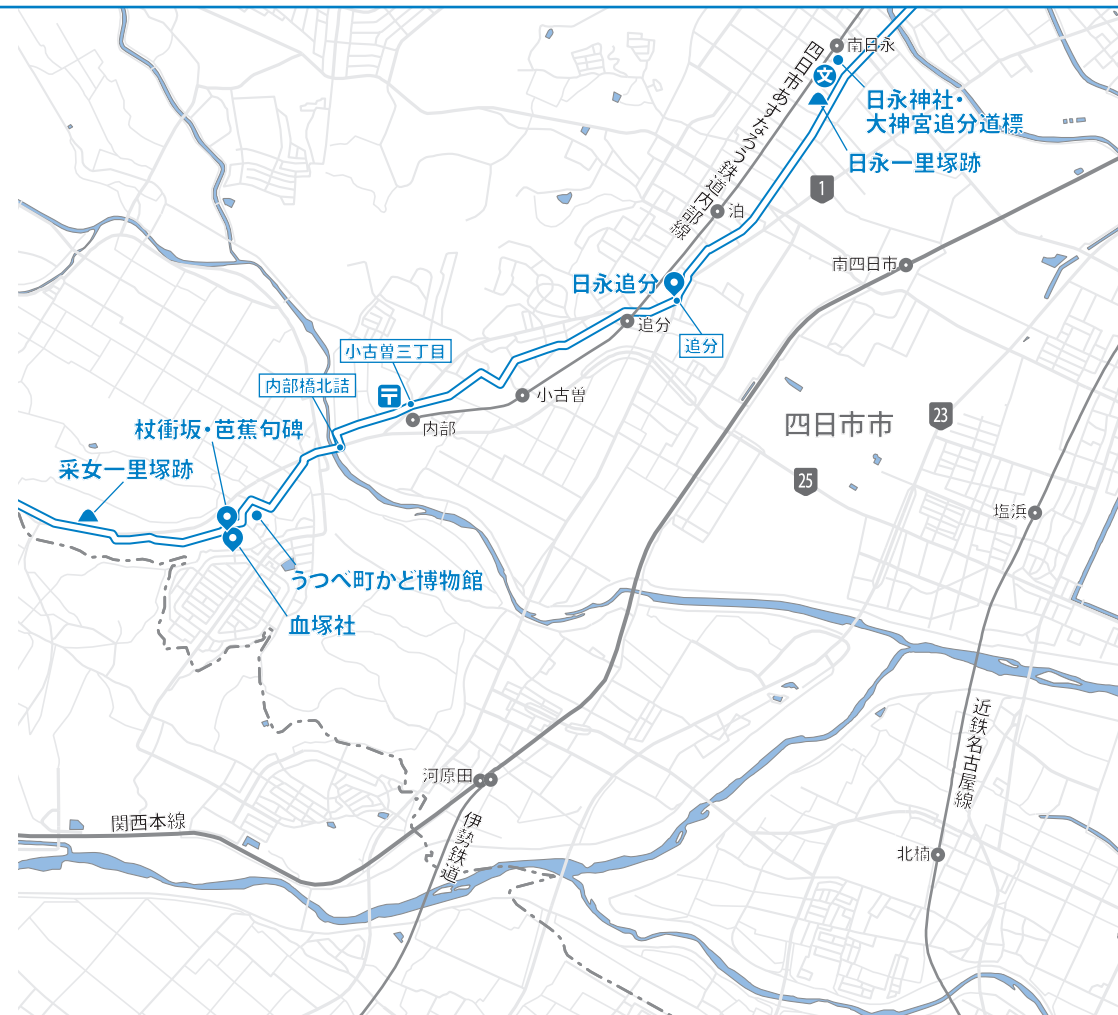 南日永
四日市あすなろう鉄道内部線
文
日永神社・
大神宮追分道標
日永一里塚跡
1
泊
南四日市
日永追分
追分
追分
小古曽三丁目
内部橋北詰
小古曽
内部
四日市市
23
杖衝坂・芭蕉句碑
采女一里塚跡
25
塩浜
うつべ町かど博物館
血塚社
近鉄名古屋線
河原田
関西本線
伊勢鉄道
北楠